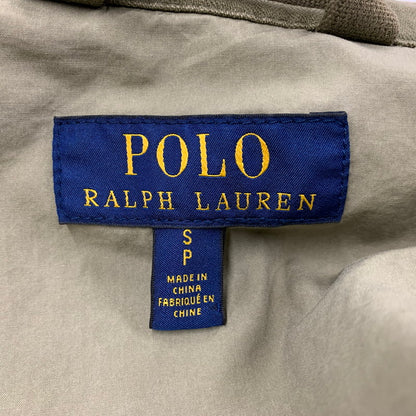 POLO
RALPH LAUREN
S
P
MADE IN
CHINA
FABRIQUÉ EN
CHINE